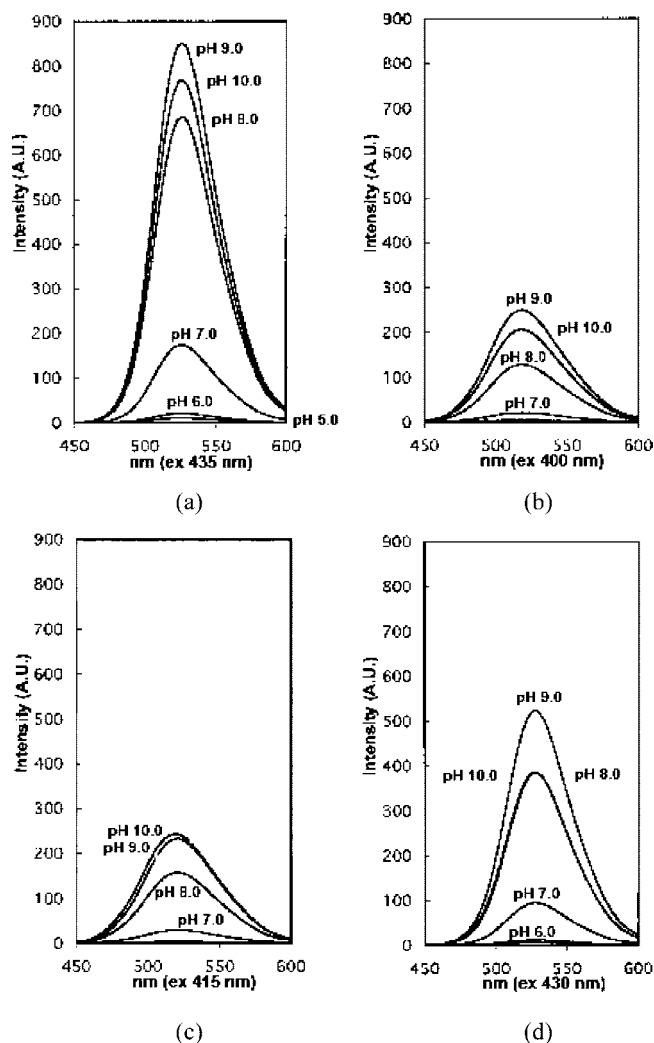 900
800
700
600
500
400
300
200
100
0
Intensity (A.U.)
pH 9.0
pH 10.0
pH 8.0
pH 7.0
pH 6.0
pH 5.0
450 500 550 600
nm (ex 435 nm)
(a)
900
800
700
600
500
400
300
200
100
0
Intensity (A.U.)
pH 9.0
pH 10.0
pH 8.0
pH 7.0
450 500 550 600
nm (ex 400 nm)
(b)
900
800
700
600
500
400
300
200
100
0
Intensity (A.U.)
pH 10.0
pH 9.0
pH 8.0
pH 7.0
450 500 550 600
nm (ex 415 nm)
(c)
900
800
700
600
500
400
300
200
100
0
Intensity (A.U.)
pH 9.0
pH 10.0
pH 8.0
pH 7.0
pH 6.0
450 500 550 600
nm (ex 430 nm)
(d)